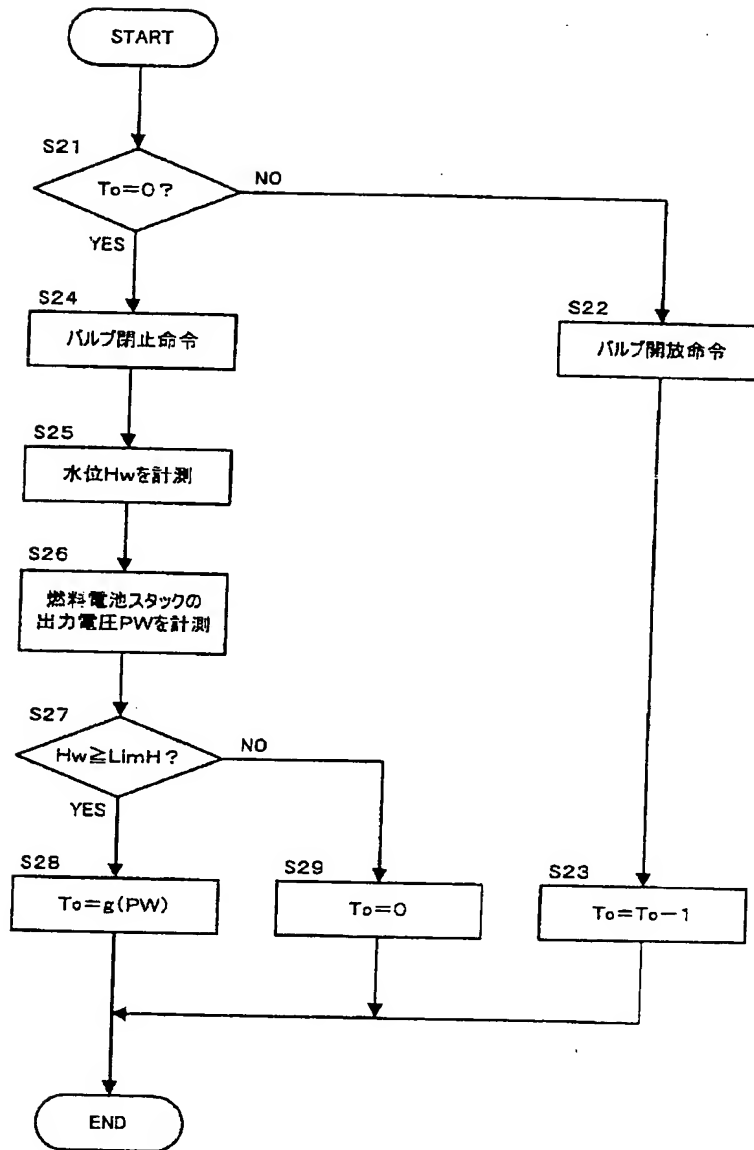 START
S21
To=0?
NO
YES
S24
バルブ閉止命令
S22
バルブ開放命令
S25
水位Hwを計測
S26
燃料電池スタックの
出力電圧PWを計測
S27
Hw≧LimH?
NO
YES
S28
To=g(PW)
S29
To=0
S23
To=To−1
END